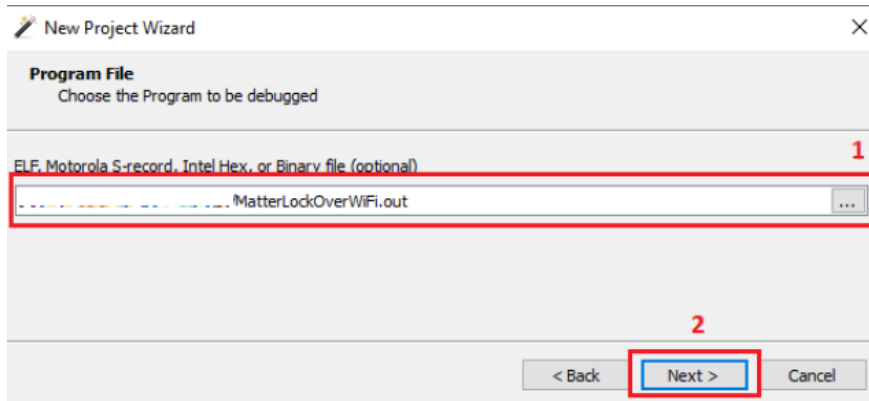 New Project Wizard
Program File
Choose the Program to be debugged
1
ELF, Motorola S-record, Intel Hex, or Binary file (optional)
/MatterLockOverWiFi.out ...
2
< Back Next > Cancel